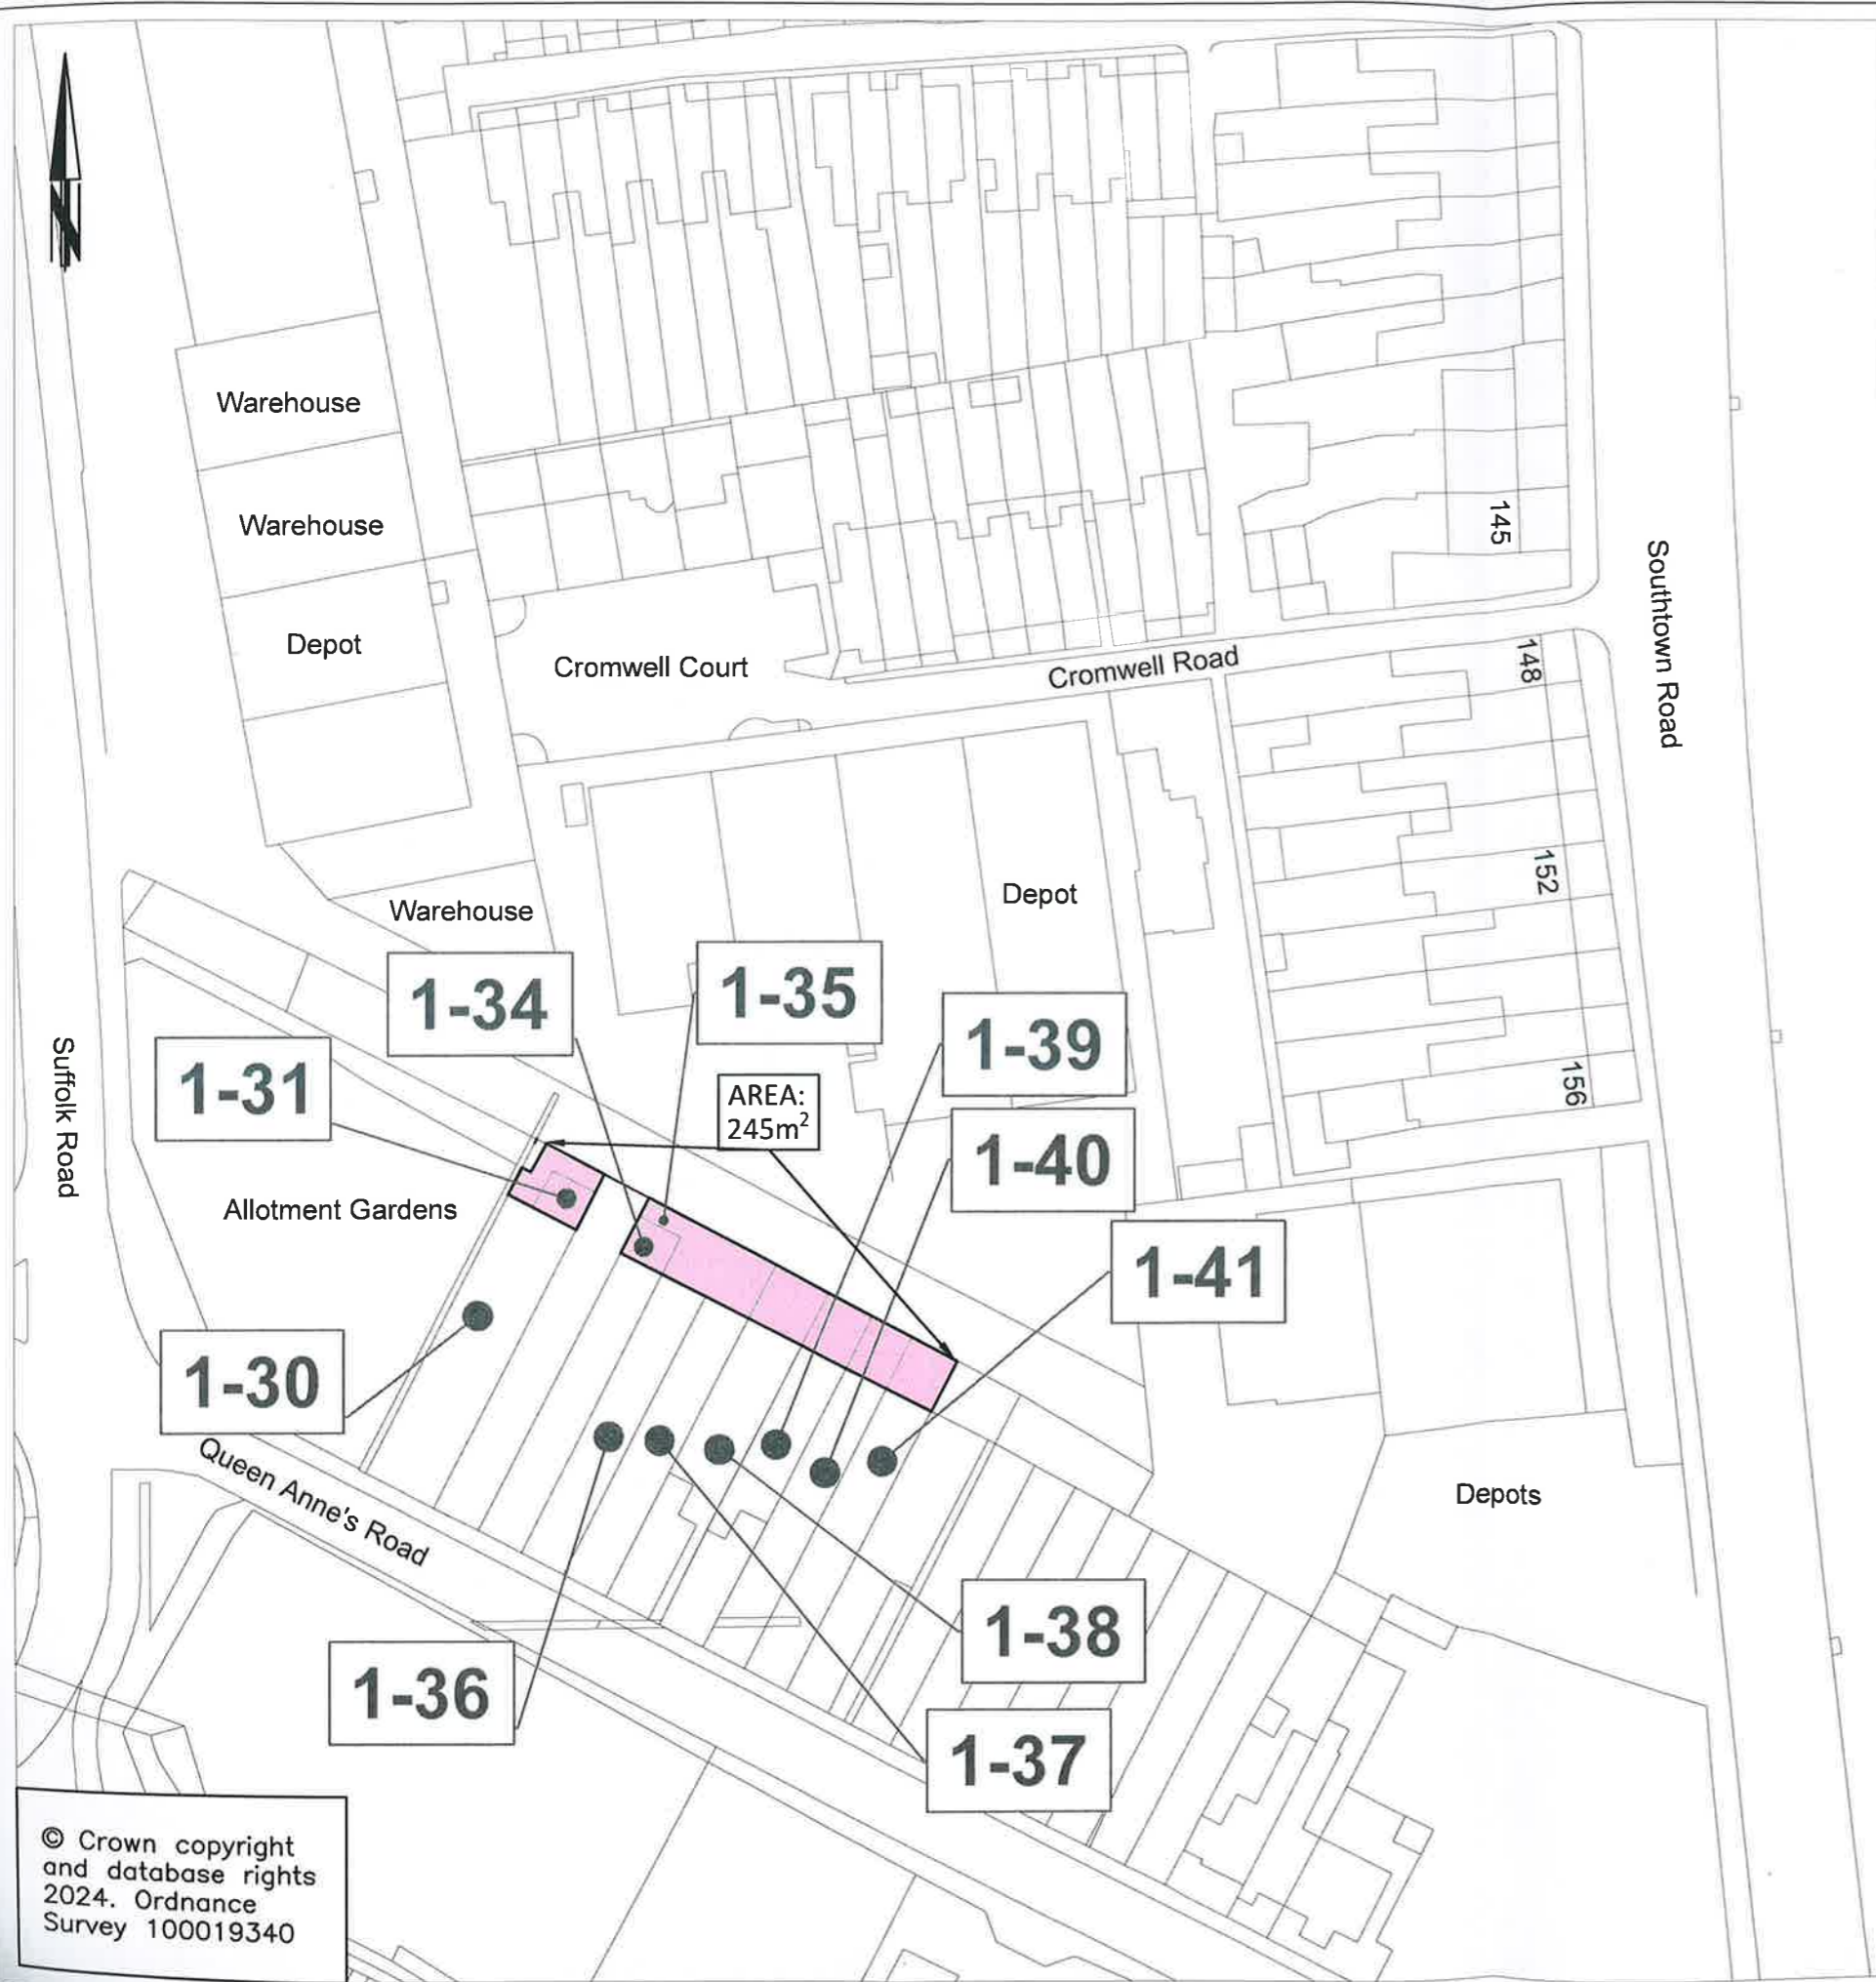 N
Warehouse
Warehouse
145
Southtown Road
Depot
Cromwell Court
Cromwell Road
148
152
Depot
Warehouse
1-34
1-35
1-39
1-31
Suffolk Road
AREA:
245m²
156
1-40
Allotment Gardens
1-41
1-30
Queen Anne's Road
Depots
1-38
1-36
1-37
© Crown copyright
and database rights
2024. Ordnance
Survey 100019340